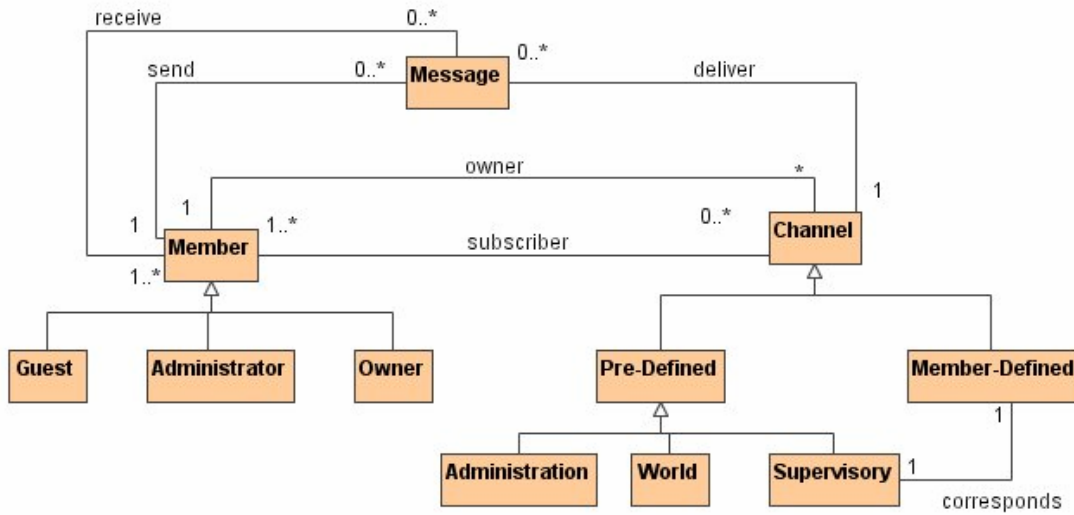 receive
0..*
send
0..*
Message
0..*
deliver
owner
*
1
1
1..*
0..*
1
Member
subscriber
Channel
1..*
Guest
Administrator
Owner
Pre-Defined
Member-Defined
1
Administration
World
Supervisory
1
corresponds